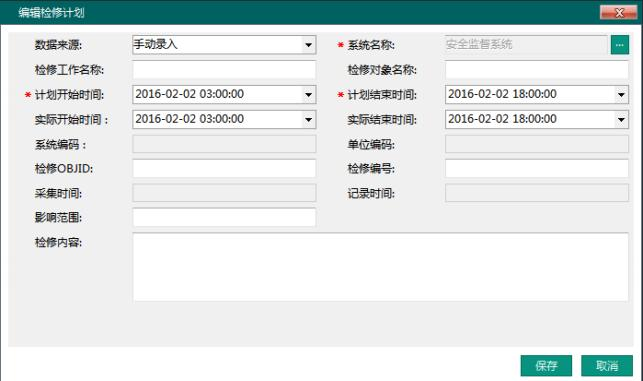 编辑检修计划
数据来源: 手动录入 * 系统名称: 安全监督系统 ...
检修工作名称: 检修对象名称:
* 计划开始时间: 2016-02-02 03:00:00 * 计划结束时间: 2016-02-02 18:00:00
实际开始时间: 2016-02-02 03:00:00 实际结束时间: 2016-02-02 18:00:00
系统编码: 单位编码:
检修OBJID: 检修编号:
采集时间: 记录时间:
影响范围:
检修内容:
保存 取消